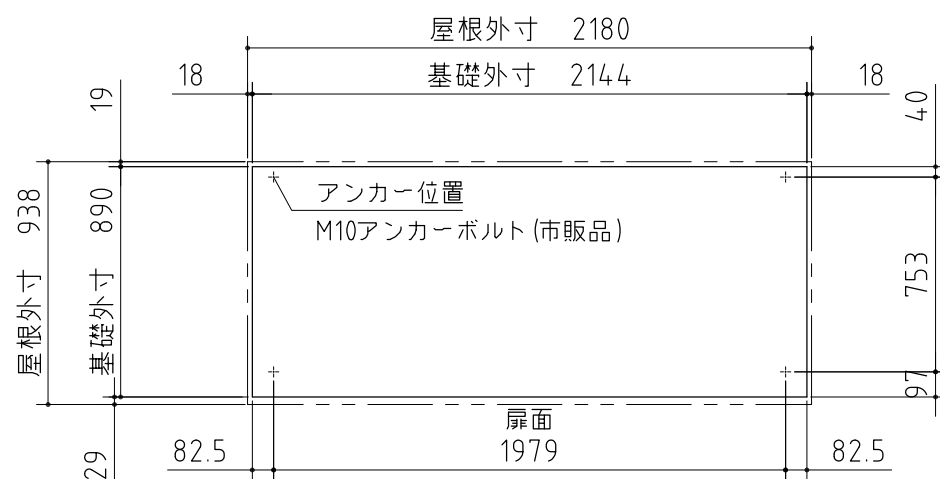 屋根外寸 2180
18 基礎外寸 2144 18
19
40
屋根外寸 938
基礎外寸 890
アンカー位置
M10アンカーボルト(市販品)
753
97
扉面
29
82.5 1979 82.5